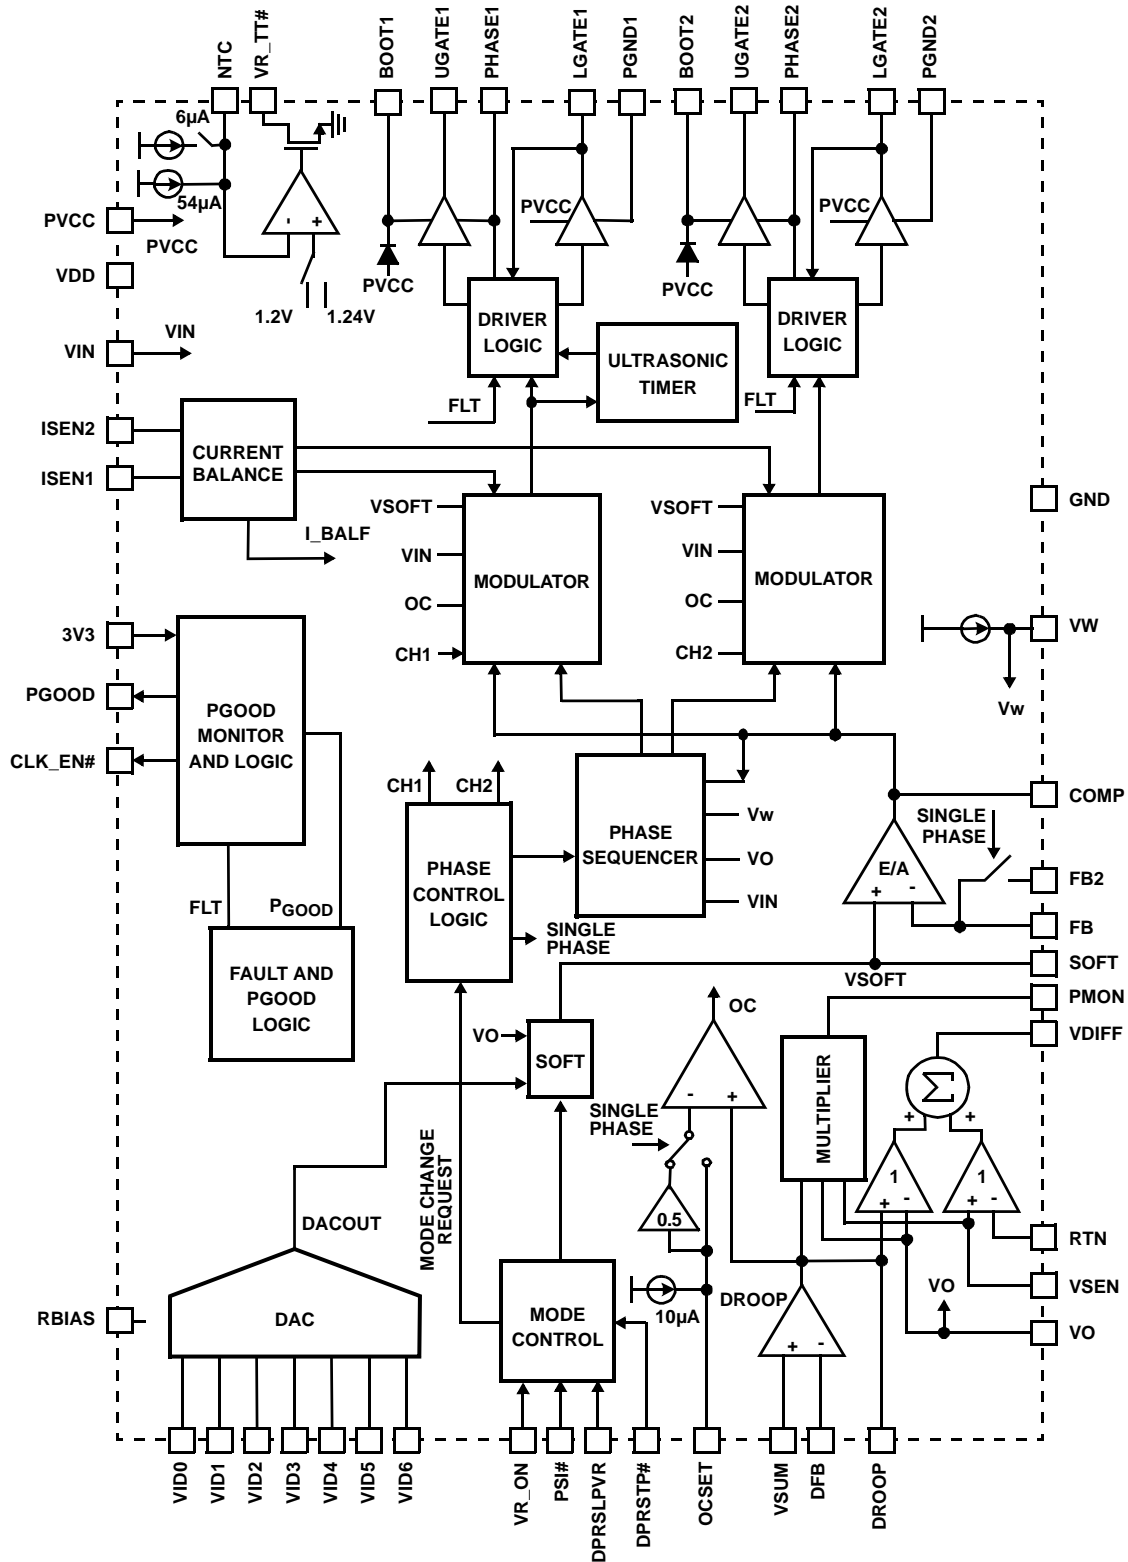 NTC
VR_TT#
BOOT1
UGATE1
PHASE1
LGATE1
PGND1
BOOT2
UGATE2
PHASE2
LGATE2
PGND2
6µA
54µA
PVCC
PVCC
- +
1.2V
1.24V
PVCC
PVCC
PVCC
PVCC
VDD
VIN
VIN
DRIVER
LOGIC
ULTRASONIC
TIMER
DRIVER
LOGIC
FLT
FLT
ISEN2
ISEN1
CURRENT
BALANCE
I_BALF
VSOFT
VIN
OC
CH1
MODULATOR
VSOFT
VIN
OC
CH2
MODULATOR
GND
VW
Vw
3V3
PGOOD
CLK_EN#
PGOOD
MONITOR
AND LOGIC
FLT
PGOOD
FAULT AND
PGOOD
LOGIC
CH1
CH2
PHASE
CONTROL
LOGIC
SINGLE
PHASE
PHASE
SEQUENCER
Vw
VO
VIN
COMP
SINGLE
PHASE
E/A
+ -
FB2
FB
SOFT
VSOFT
PMON
VDIFF
VO
SOFT
OC
- +
SINGLE
PHASE
0.5
MULTIPLIER
Σ
+ +
1
+ -
1
+ -
RTN
VSEN
VO
VO
MODE CHANGE
REQUEST
DACOUT
DAC
RBIAS
MODE
CONTROL
10µA
DROOP
+ -
VID0
VID1
VID2
VID3
VID4
VID5
VID6
VR_ON
PSI#
DPRSLPVR
DPRSTP#
OCSET
VSUM
DFB
DROOP